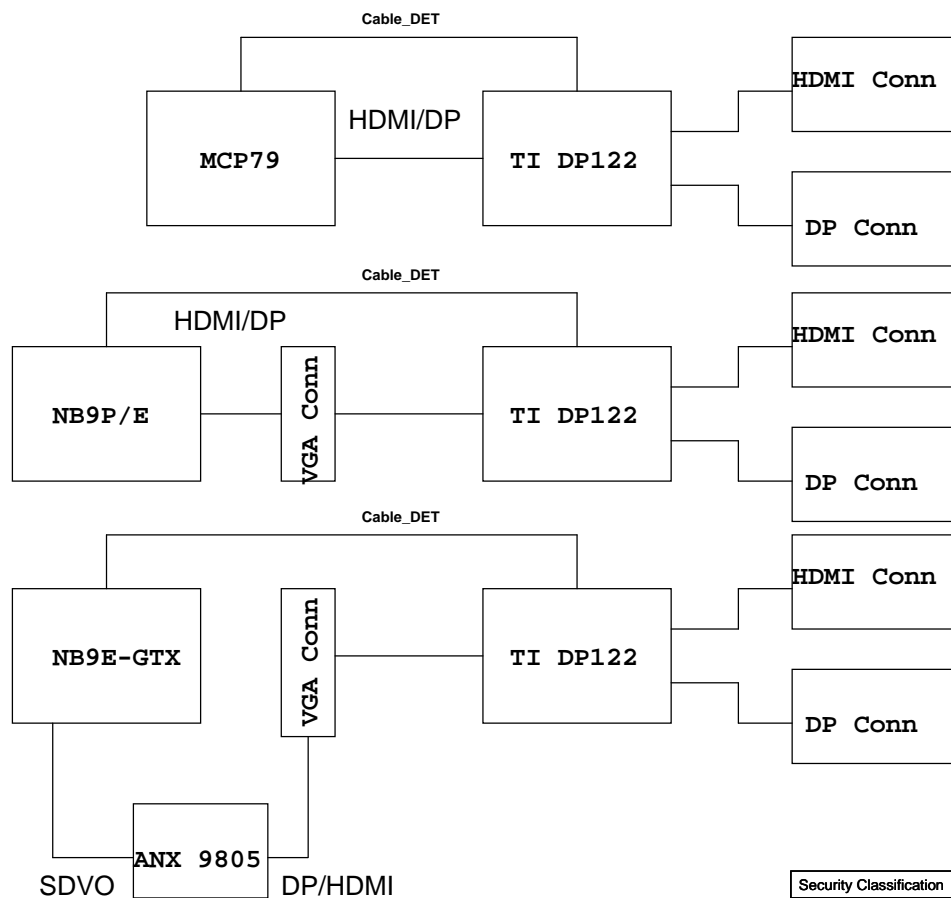 Cable_DET
HDMI Conn
HDMI/DP
MCP79
TI DP122
DP Conn
Cable_DET
HDMI/DP
HDMI Conn
NB9P/E
VGA Conn
TI DP122
DP Conn
Cable_DET
HDMI Conn
NB9E-GTX
VGA Conn
TI DP122
DP Conn
ANX 9805
SDVO
DP/HDMI
Security Classification